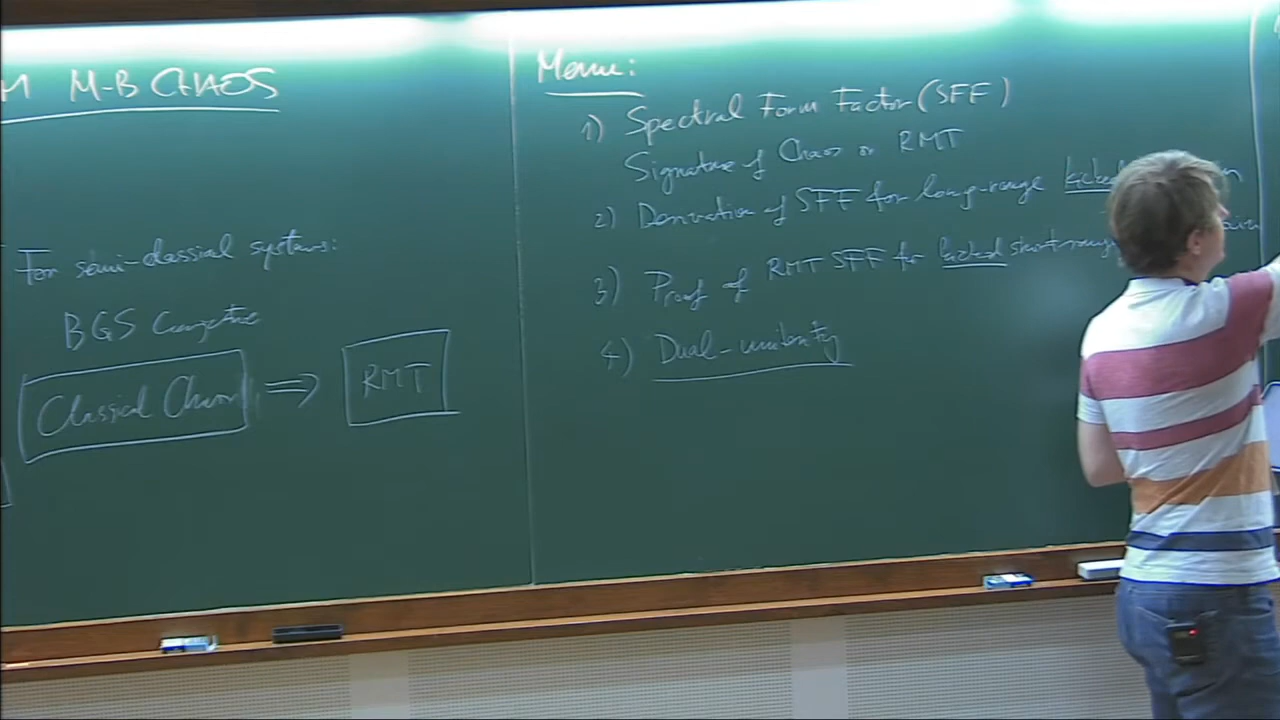 M M-B CHAOS
For semi-classical systems:
BGS Conjecture
Classical Chaos ⇒ RMT
Menu:
1) Spectral Form Factor (SFF)
Signature of Chaos or RMT
2) Derivation of SFF for long-range kicked
3) Proof of RMT SFF for kicked short-rang
4) Dual-unitarity